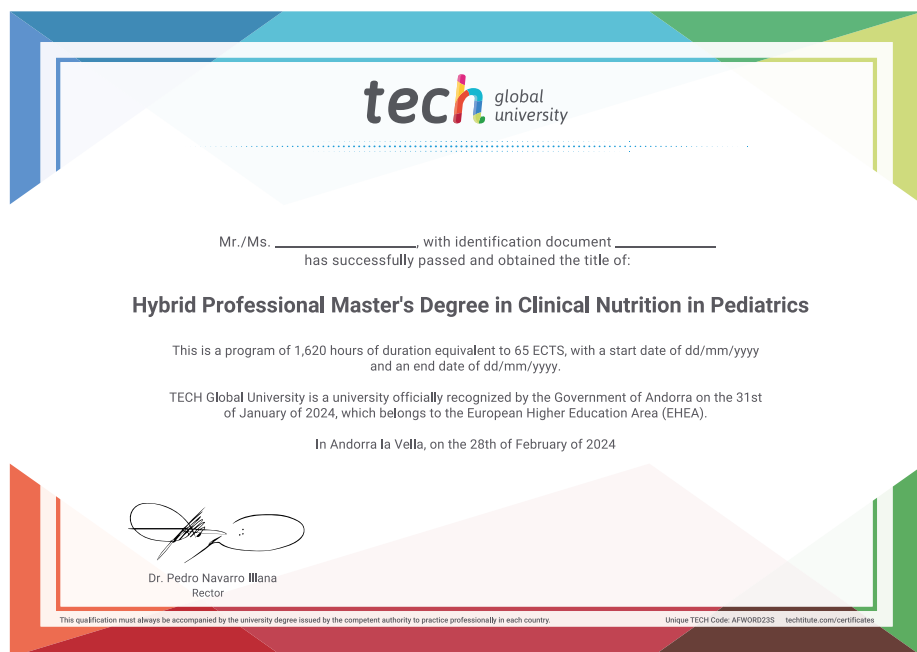 tech global university
Mr./Ms. ____________, with identification document ____________
has successfully passed and obtained the title of:
Hybrid Professional Master's Degree in Clinical Nutrition in Pediatrics
This is a program of 1,620 hours of duration equivalent to 65 ECTS, with a start date of dd/mm/yyyy
and an end date of dd/mm/yyyy.
TECH Global University is a university officially recognized by the Government of Andorra on the 31st
of January of 2024, which belongs to the European Higher Education Area (EHEA).
In Andorra la Vella, on the 28th of February of 2024
Dr. Pedro Navarro Illana
Rector
This qualification must always be accompanied by the university degree issued by the competent authority to practice professionally in each country.
Unique TECH Code: AFWORD23S techtitute.com/certificates